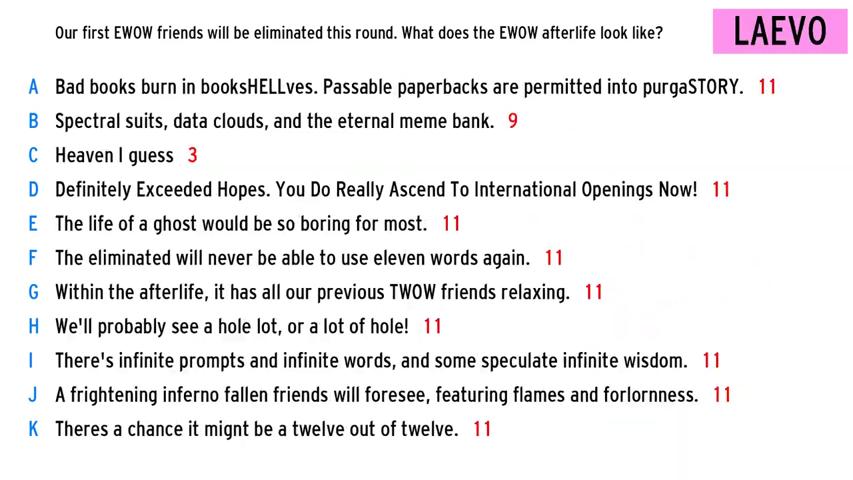 Our first EWOW friends will be eliminated this round. What does the EWOW afterlife look like?
LAEVO
A Bad books burn in booksHELLves. Passable paperbacks are permitted into purgaSTORY. 11
B Spectral suits, data clouds, and the eternal meme bank. 9
C Heaven I guess 3
D Definitely Exceeded Hopes. You Do Really Ascend To International Openings Now! 11
E The life of a ghost would be so boring for most. 11
F The eliminated will never be able to use eleven words again. 11
G Within the afterlife, it has all our previous TWOW friends relaxing. 11
H We'll probably see a hole lot, or a lot of hole! 11
I There's infinite prompts and infinite words, and some speculate infinite wisdom. 11
J A frightening inferno fallen friends will foresee, featuring flames and forlornness. 11
K Theres a chance it mignt be a twelve out of twelve. 11